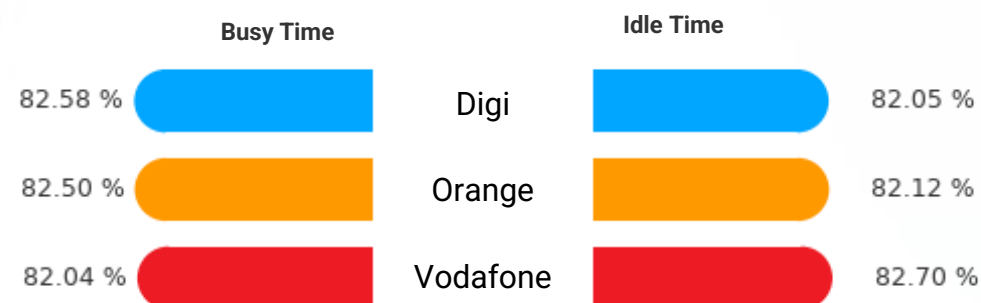 Busy Time Idle Time
82.58 % Digi 82.05 %
82.50 % Orange 82.12 %
82.04 % Vodafone 82.70 %